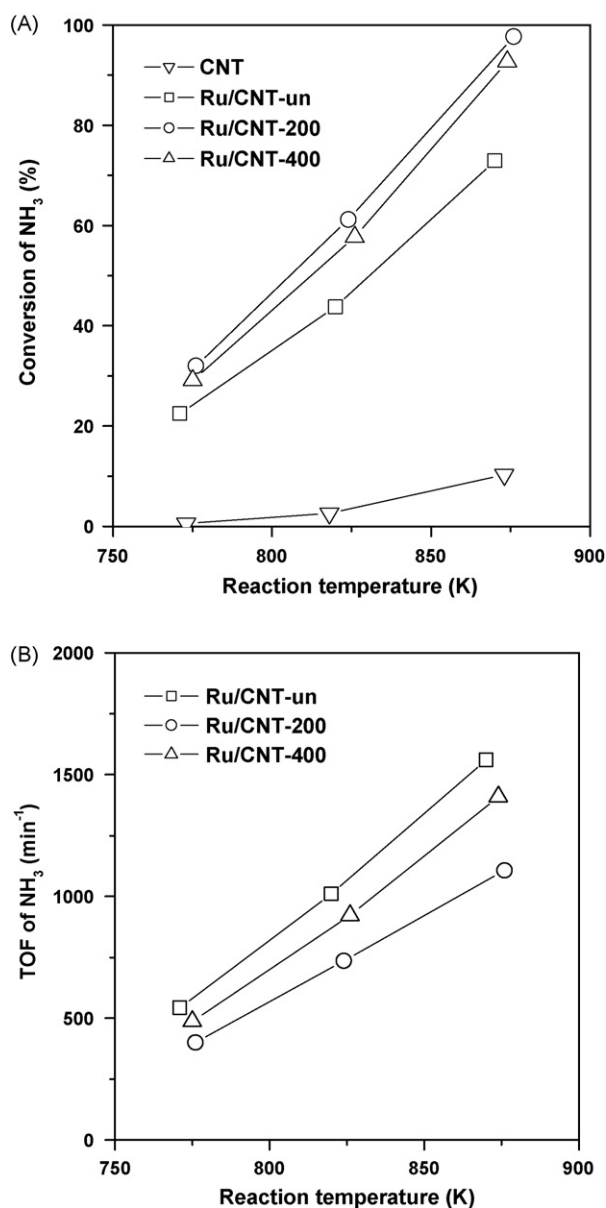 (A)
100
80
60
40
20
0
Conversion of NH₃ (%)
CNT
Ru/CNT-un
Ru/CNT-200
Ru/CNT-400
750 800 850 900
Reaction temperature (K)
(B)
2000
1500
1000
500
0
TOF of NH₃ (min⁻¹)
Ru/CNT-un
Ru/CNT-200
Ru/CNT-400
750 800 850 900
Reaction temperature (K)